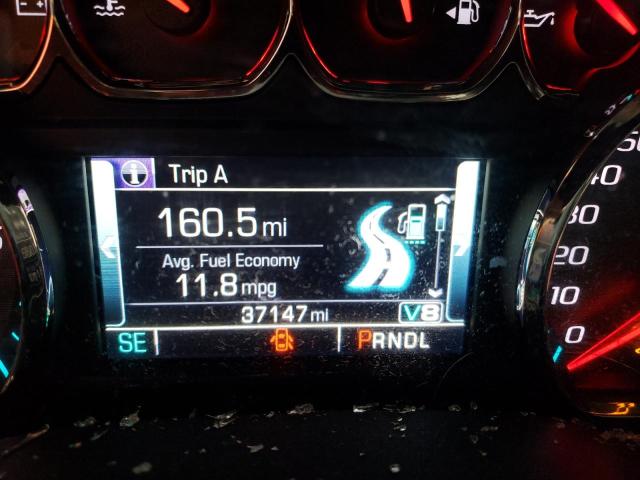 Trip A
160.5 mi
Avg. Fuel Economy
11.8 mpg
37147 mi V8
SE PRNDL
40
30
20
10
0